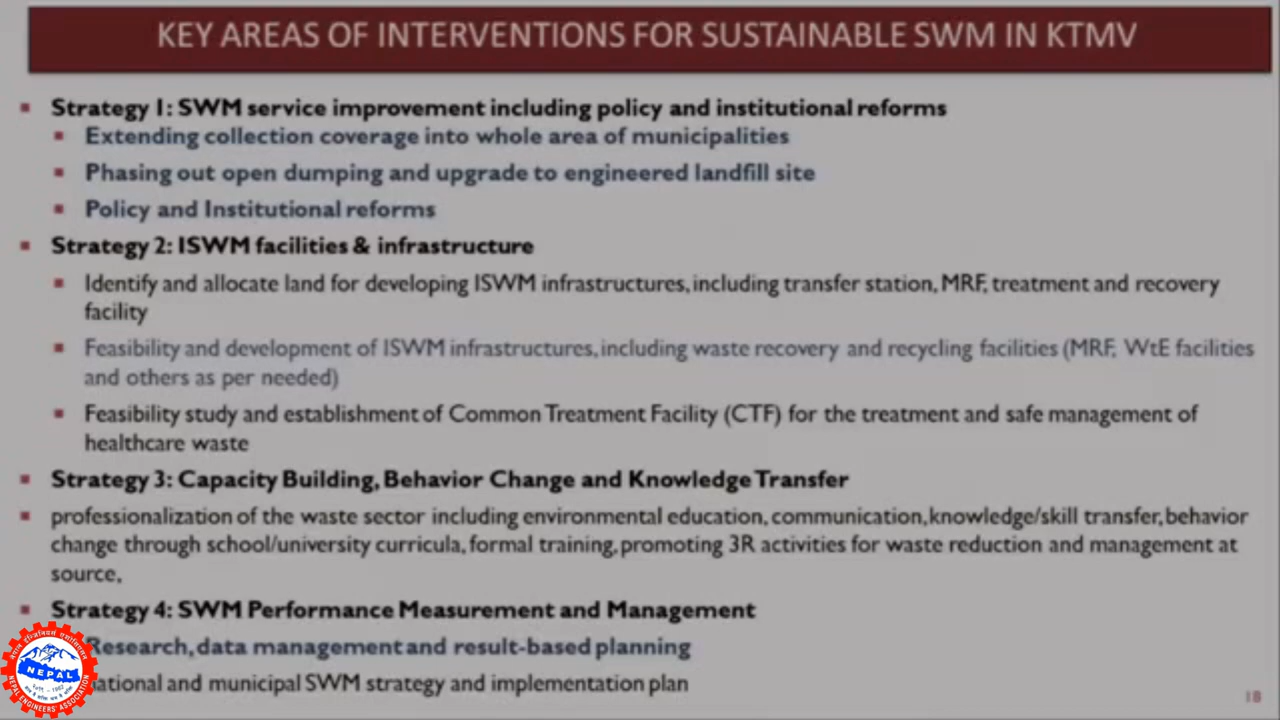 KEY AREAS OF INTERVENTIONS FOR SUSTAINABLE SWM IN KTMV
Strategy 1: SWM service improvement including policy and institutional reforms
Extending collection coverage into whole area of municipalities
Phasing out open dumping and upgrade to engineered landfill site
Policy and Institutional reforms
Strategy 2: ISWM facilities & infrastructure
Identify and allocate land for developing ISWM infrastructures, including transfer station, MRF, treatment and recovery
facility
Feasibility and development of ISWM infrastructures, including waste recovery and recycling facilities (MRF, WtE facilities
and others as per needed)
Feasibility study and establishment of Common Treatment Facility (CTF) for the treatment and safe management of
healthcare waste
Strategy 3: Capacity Building, Behavior Change and Knowledge Transfer
professionalization of the waste sector including environmental education, communication, knowledge/skill transfer, behavior
change through school/university curricula, formal training, promoting 3R activities for waste reduction and management at
source,
Strategy 4: SWM Performance Measurement and Management
Research, data management and result-based planning
ational and municipal SWM strategy and implementation plan
NEPAL
NEPAL ENGINEERS' ASSOCIATION
18